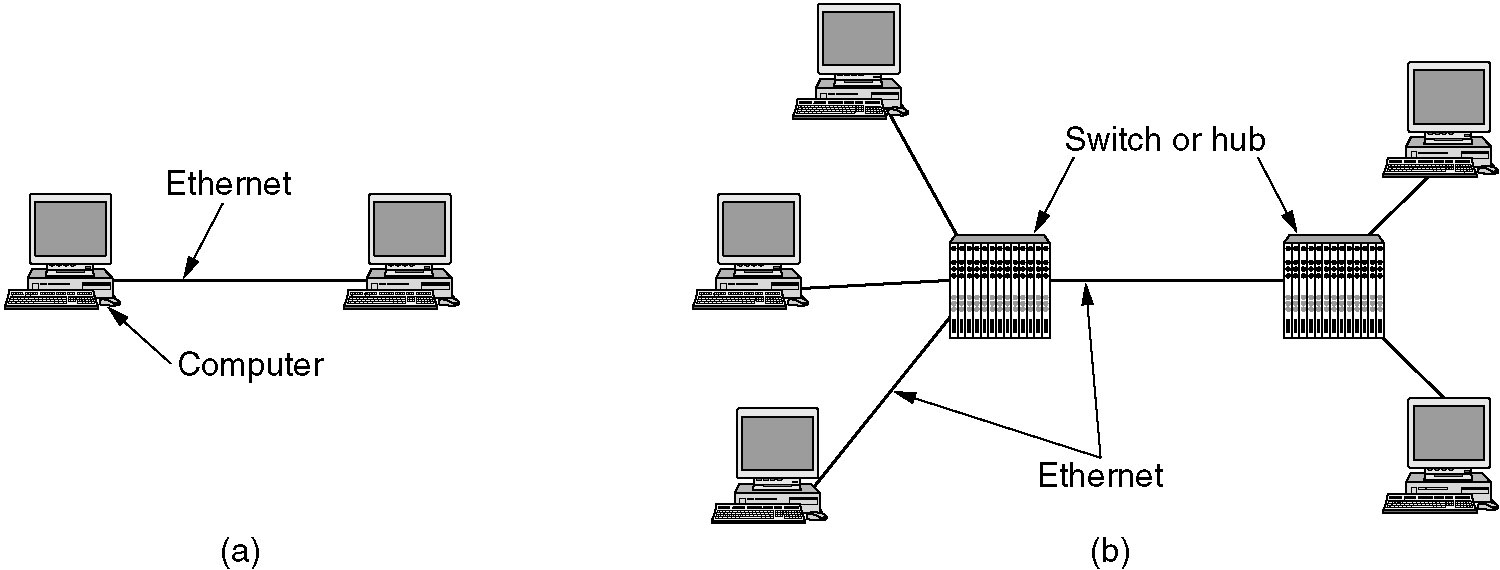 Ethernet
Computer
(a)
Switch or hub
Ethernet
(b)